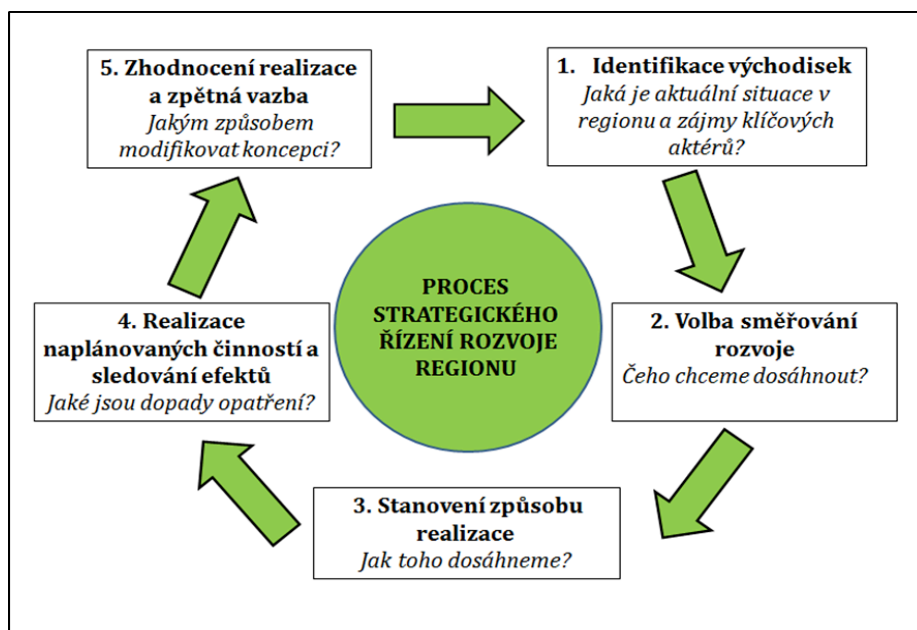 5. Zhodnocení realizace
a zpětná vazba
Jakým způsobem
modifikovat koncepci?
1. Identifikace východisek
Jaká je aktuální situace v
regionu a zájmy klíčových
aktérů?
PROCES
STRATEGICKÉHO
ŘÍZENÍ ROZVOJE
REGIONU
4. Realizace
naplánovaných činností a
sledování efektů
Jaké jsou dopady opatření?
2. Volba směřování
rozvoje
Čeho chceme dosáhnout?
3. Stanovení způsobu
realizace
Jak toho dosáhneme?